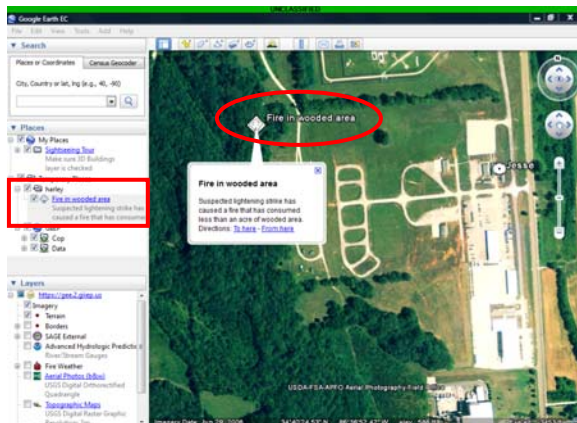 UNCLASSIFIED
Google Earth EC
File Edit View Tools Add Help
Search
Places or Coordinates Census Geocoder
City, Country or lat, lng (e.g., 40, -90)
Places
My Places
Sightseeing Tour
Make sure 3D Buildings
layer is checked
harley
Fire in wooded area
Suspected lightening strike has
caused a fire that has consumed
Cop
Data
Layers
https://gee2.giiep.us
Imagery
Terrain
Borders
SAGE External
Advanced Hydrologic Predictio
River/Stream Gauges
Fire Weather
Aerial Photos (b&w)
USGS Digital Orthorectified
Quadrangle
Topographic Maps
USGS Digital Raster Graphic
Fire in wooded area
Fire in wooded area
Suspected lightening strike has
caused a fire that has consumed
less than an acre of wooded area.
Directions: To here - From here
Jesse
USDA-FSA-APFO Aerial Photography Field Office